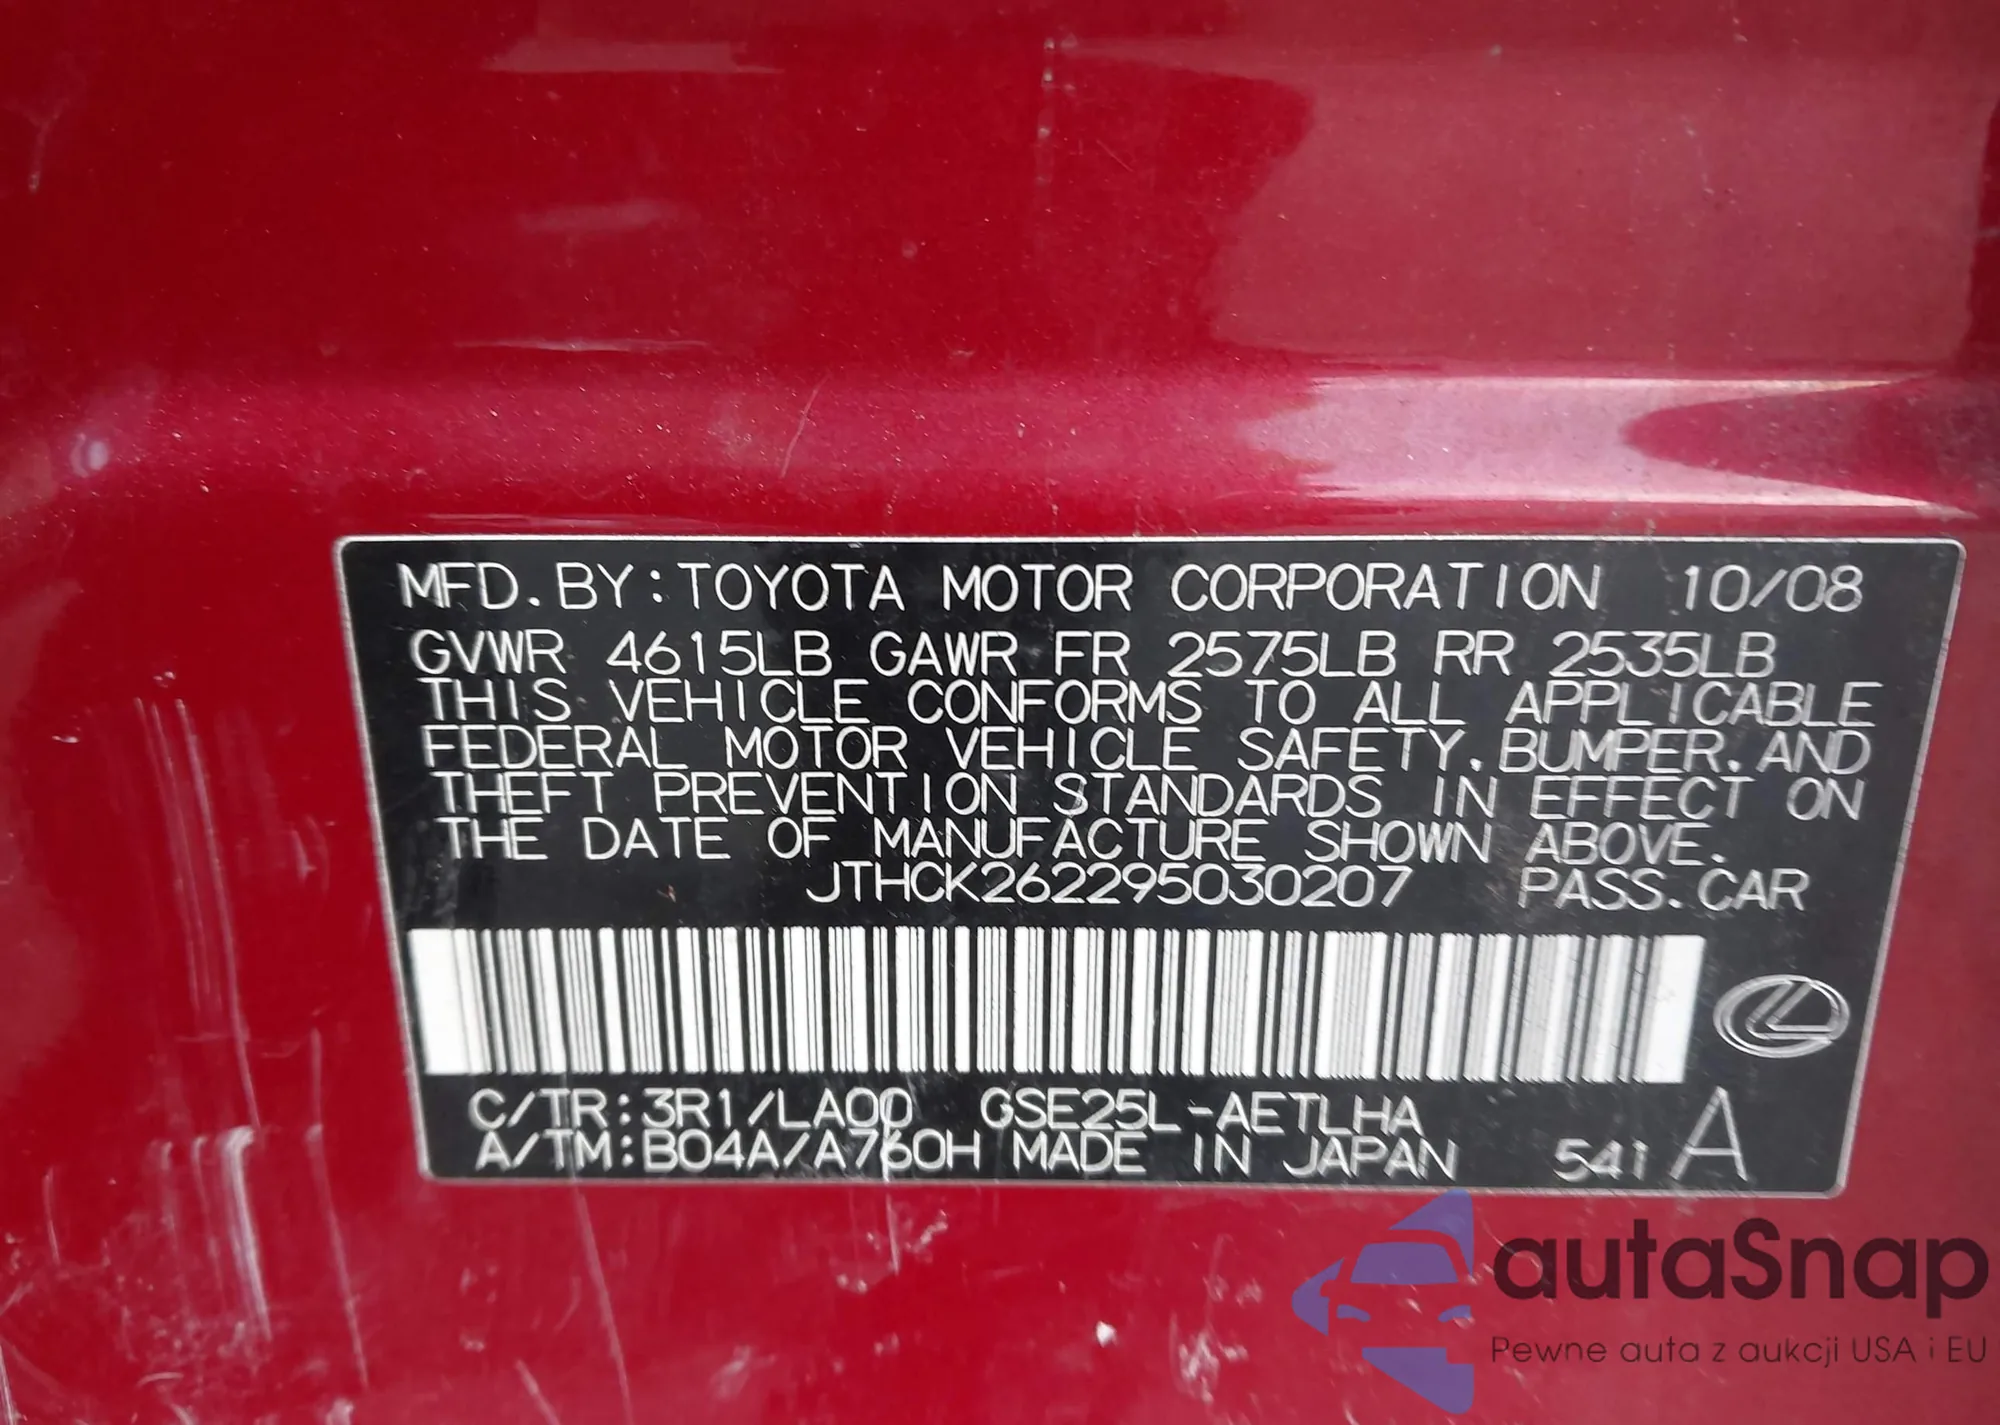 MFD. BY: TOYOTA MOTOR CORPORATION 10/08
GVWR 4615LB GAWR FR 2575LB RR 2535LB
THIS VEHICLE CONFORMS TO ALL APPLICABLE
FEDERAL MOTOR VEHICLE SAFETY, BUMPER, AND
THEFT PREVENTION STANDARDS IN EFFECT ON
THE DATE OF MANUFACTURE SHOWN ABOVE.
JTHCK262295030207 PASS. CAR
C/TR: 3R1/LA00 GSE25L-AETLHA
A/TM: B04A/A760H MADE IN JAPAN 541 A
autaSnap
Pewne auta z aukcji USA i EU